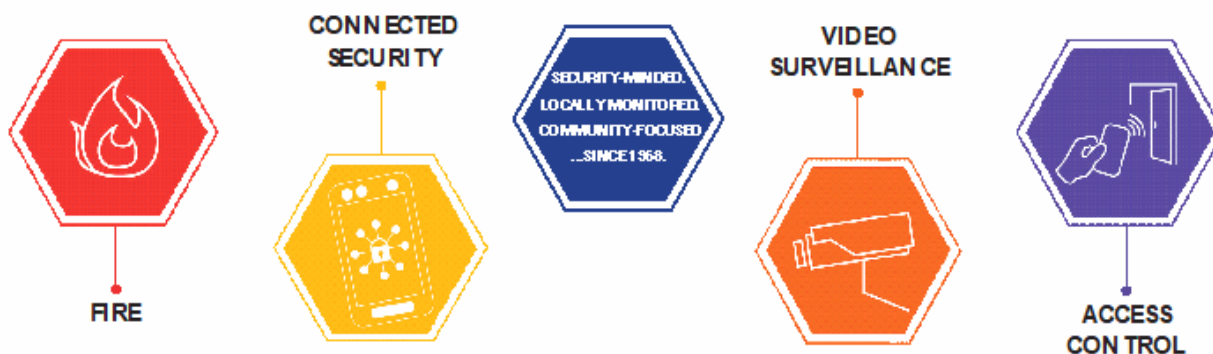 CONNECTED
SECURITY
SECURITY-MINDED.
LOCALLY MONITORED.
COMMUNITY-FOCUSED
...SINCE 1968.
VIDEO
SURVEILLANCE
FIRE
ACCESS
CONTROL